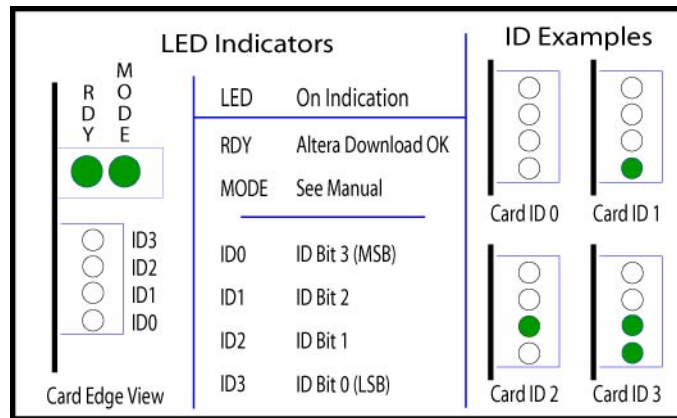 LED Indicators
RDY
MODE
ID3
ID2
ID1
ID0
Card Edge View
LED On Indication
RDY Altera Download OK
MODE See Manual
ID0 ID Bit 3 (MSB)
ID1 ID Bit 2
ID2 ID Bit 1
ID3 ID Bit 0 (LSB)
ID Examples
Card ID 0 Card ID 1
Card ID 2 Card ID 3